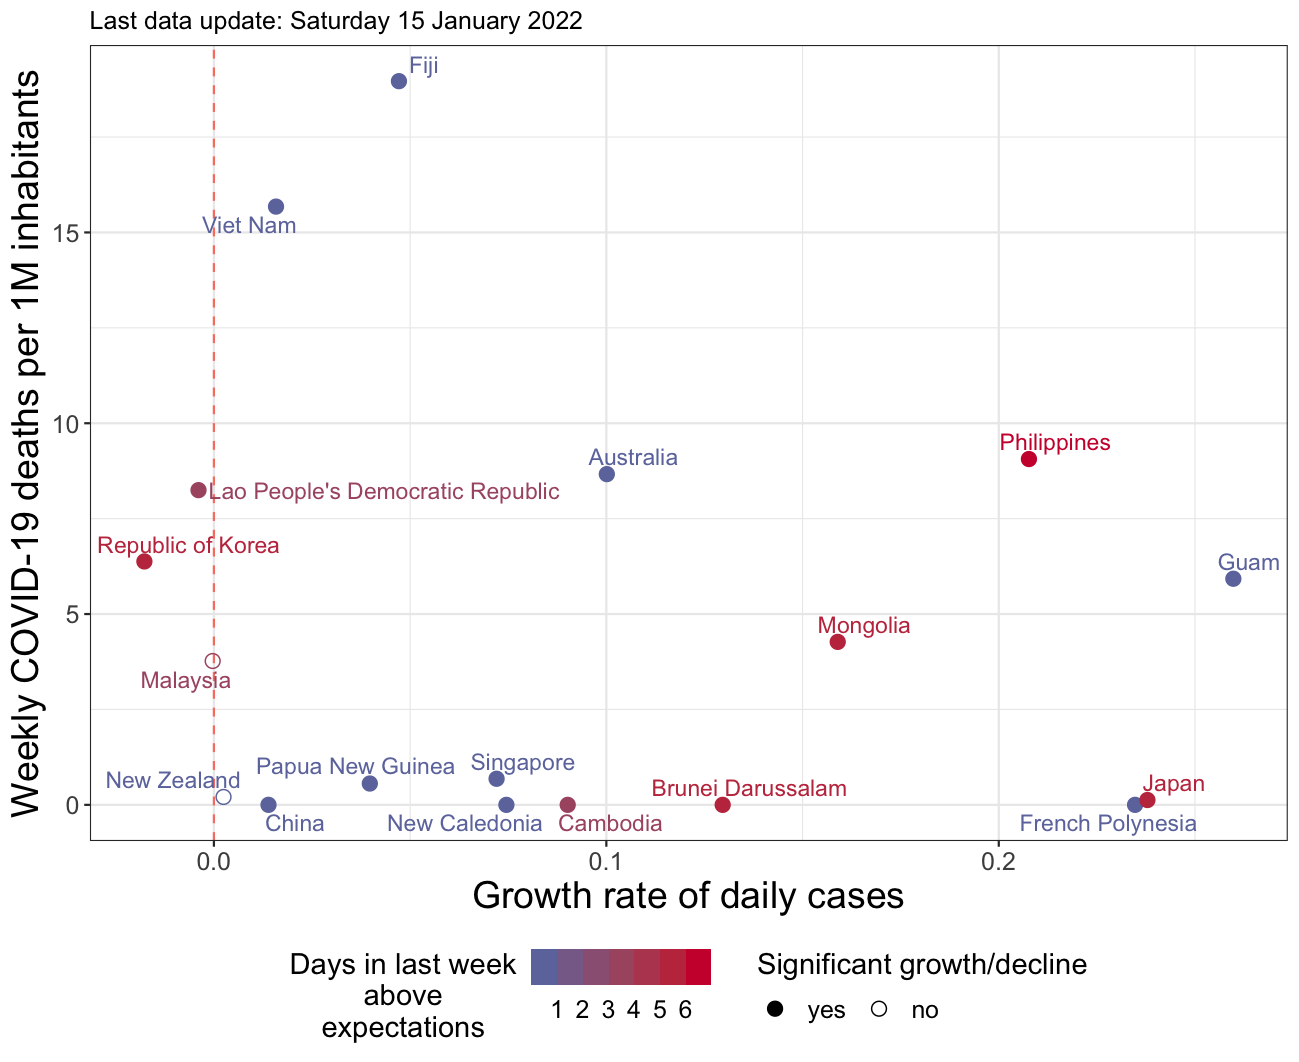 Last data update: Saturday 15 January 2022
Weekly COVID-19 deaths per 1M inhabitants
15
10
5
0
Fiji
Viet Nam
Philippines
Australia
Lao People's Democratic Republic
Republic of Korea
Guam
Mongolia
Malaysia
Papua New Guinea
Singapore
New Zealand
Brunei Darussalam
Japan
China
New Caledonia
Cambodia
French Polynesia
0.0
0.1
0.2
Growth rate of daily cases
Days in last week
above
expectations
1 2 3 4 5 6
Significant growth/decline
yes no